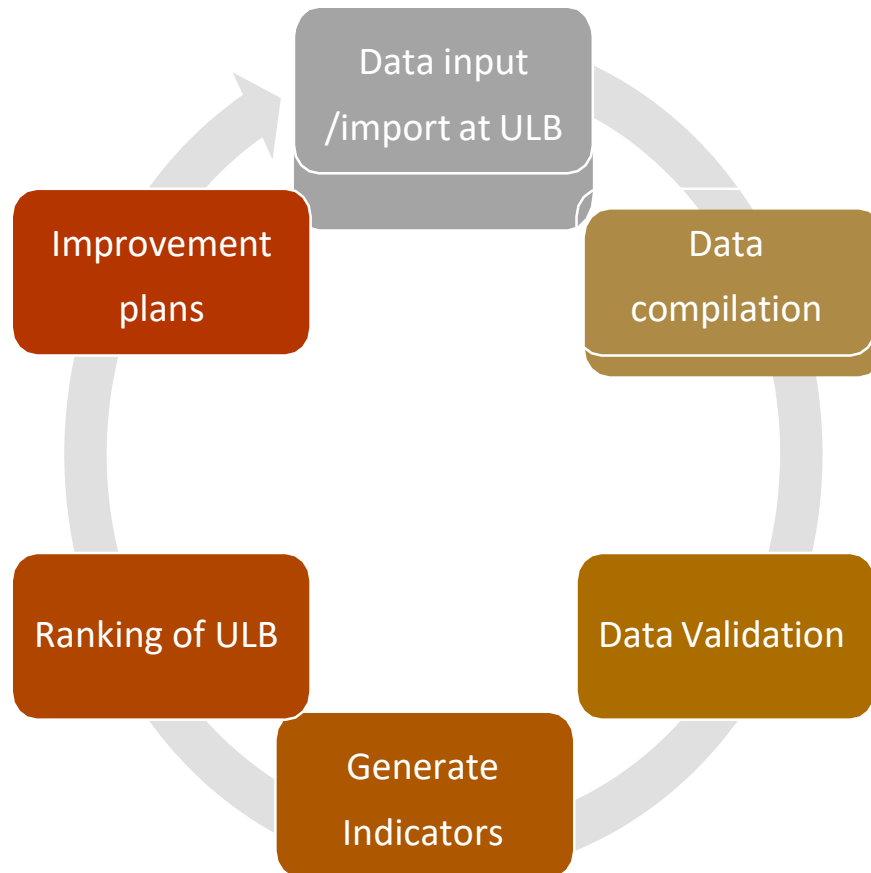 Data input
/import at ULB
Data
compilation
Data Validation
Generate
Indicators
Ranking of ULB
Improvement
plans